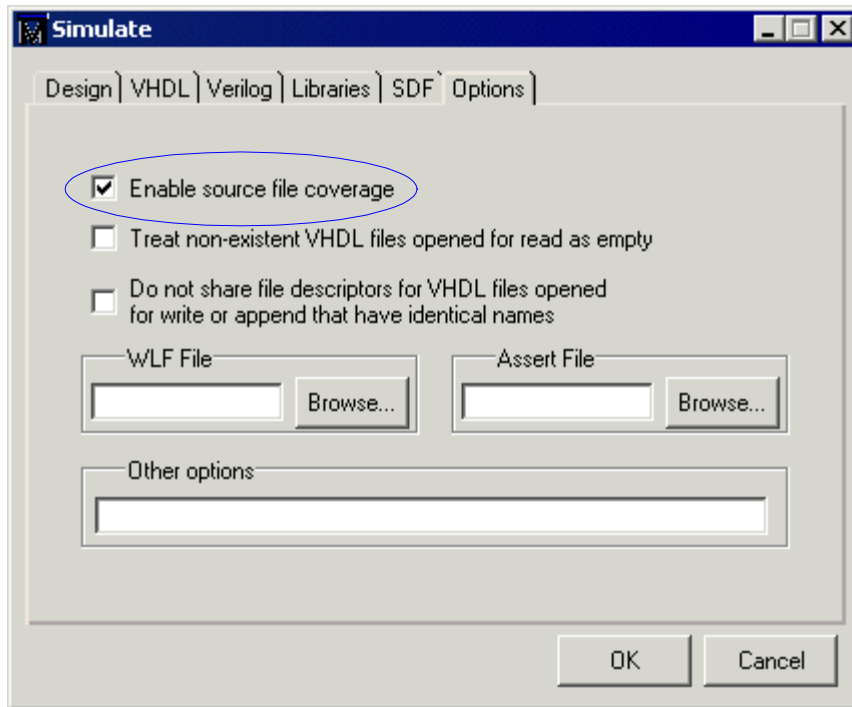 Simulate
Design VHDL Verilog Libraries SDF Options
Enable source file coverage
Treat non-existent VHDL files opened for read as empty
Do not share file descriptors for VHDL files opened
for write or append that have identical names
WLF File
Browse...
Assert File
Browse...
Other options
OK Cancel